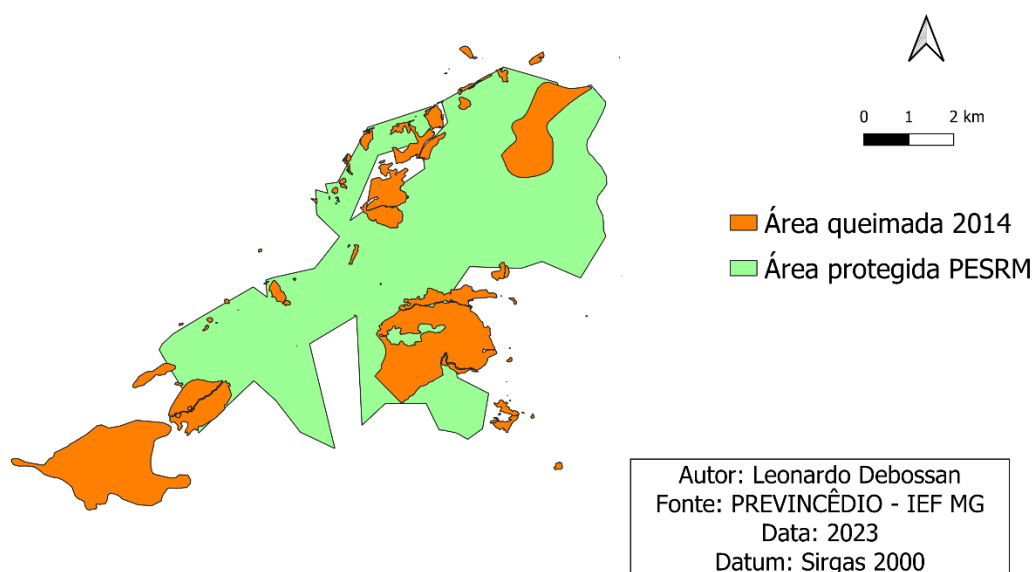 0 1 2 km
Área queimada 2014
Área protegida PESRM
Autor: Leonardo Debossan
Fonte: PREVINCÊDIO - IEF MG
Data: 2023
Datum: Sirgas 2000